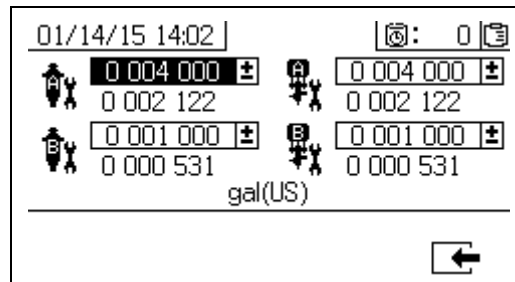 01/14/15 14:02 : 0
A 0 004 000 ± A 0 004 000 ±
0 002 122 0 002 122
B 0 001 000 ± B 0 001 000 ±
0 000 531 0 000 531
gal(US)